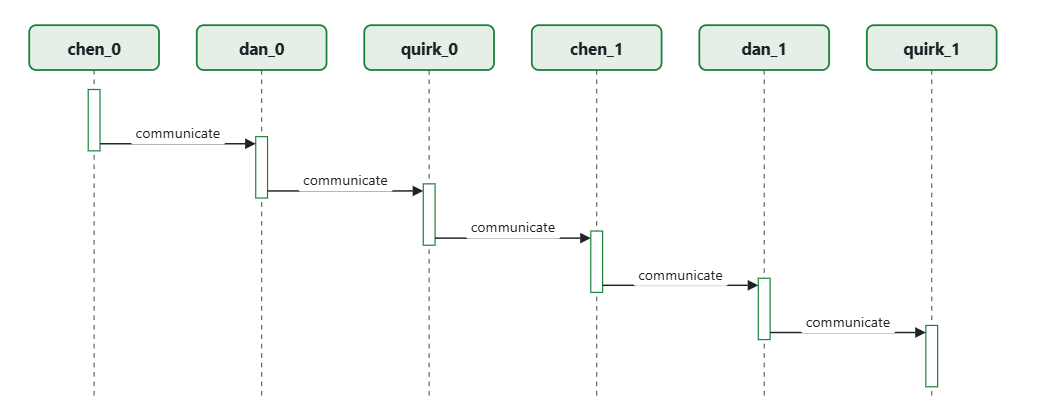 chen_0
dan_0
quirk_0
chen_1
dan_1
quirk_1
communicate
communicate
communicate
communicate
communicate